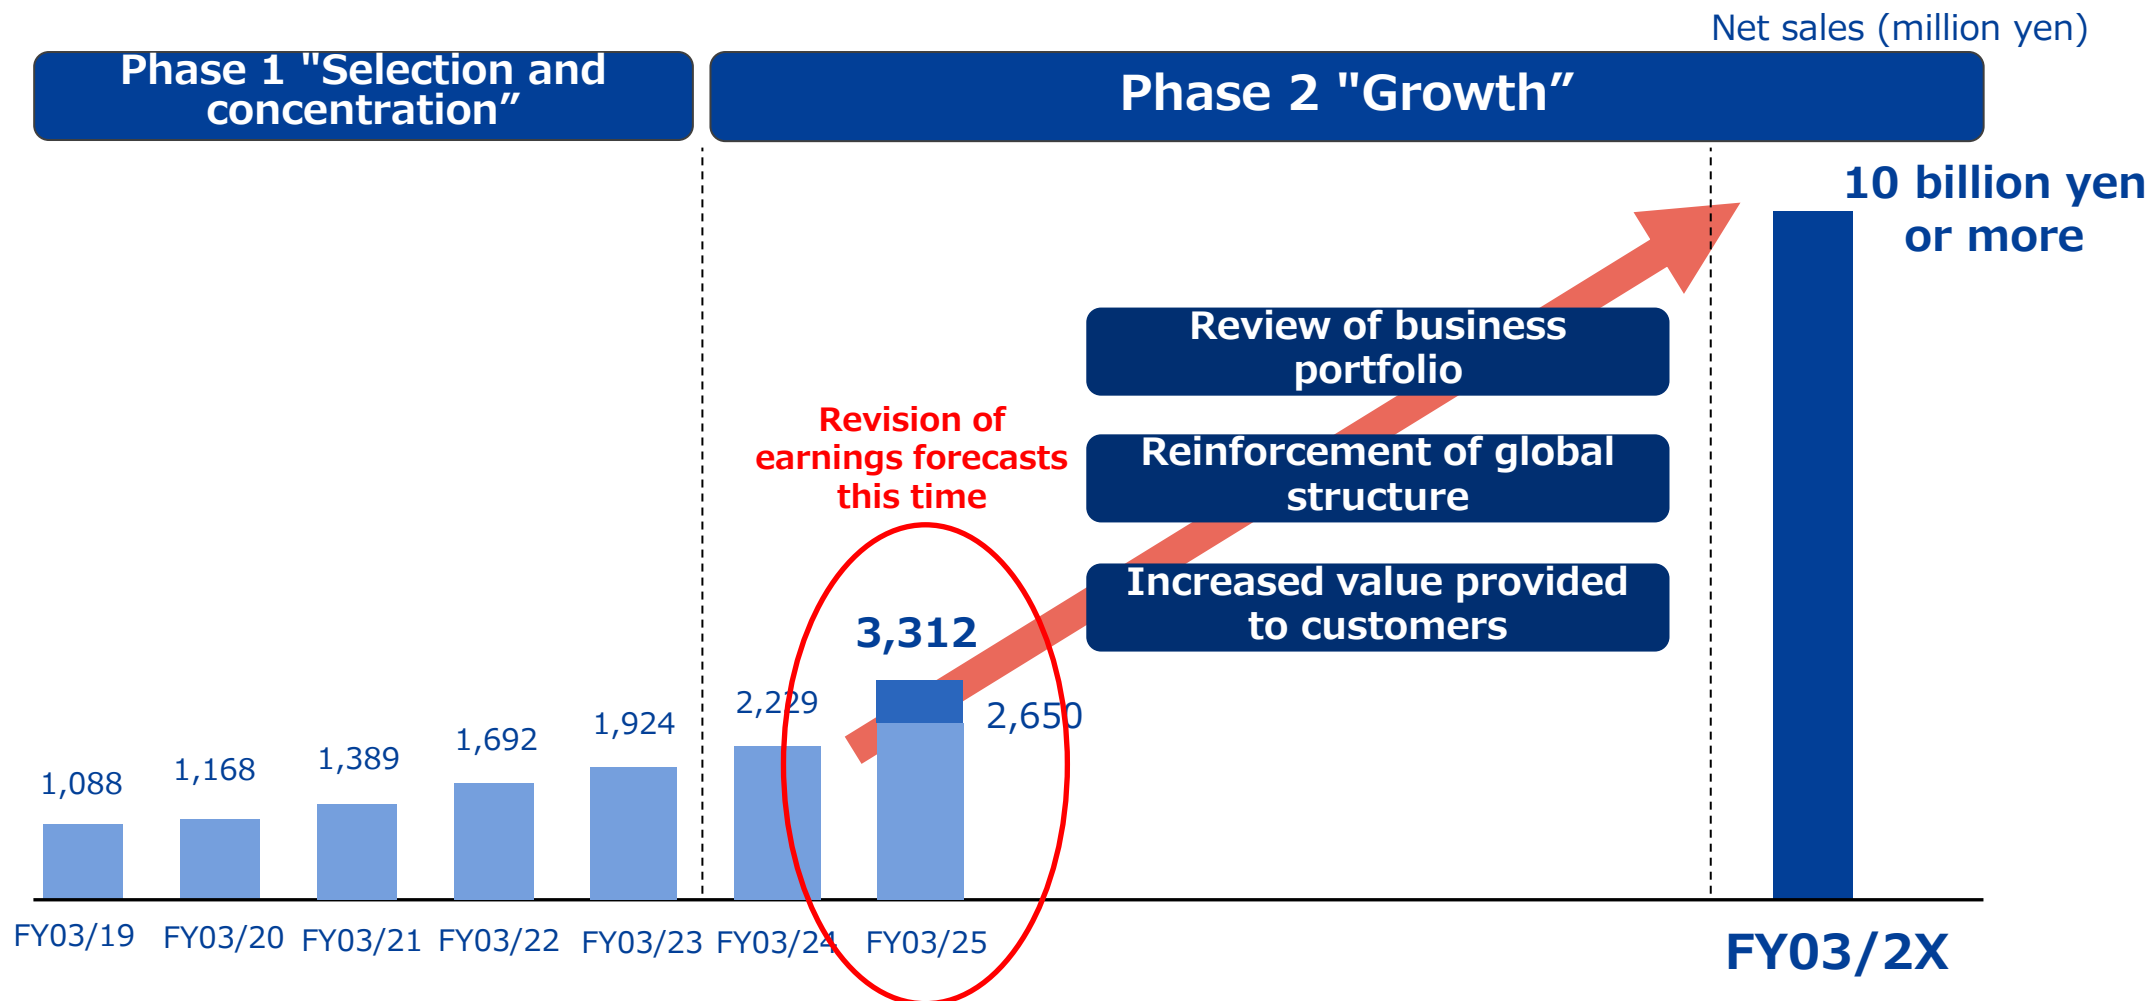 Net sales (million yen)
Phase 1 "Selection and
concentration”
Phase 2 "Growth”
10 billion yen
or more
Review of business
portfolio
Reinforcement of global
structure
Increased value provided
to customers
Revision of
earnings forecasts
this time
1,088
1,168
1,389
1,692
1,924
2,229
3,312
2,650
FY03/19
FY03/20
FY03/21
FY03/22
FY03/23
FY03/24
FY03/25
FY03/2X